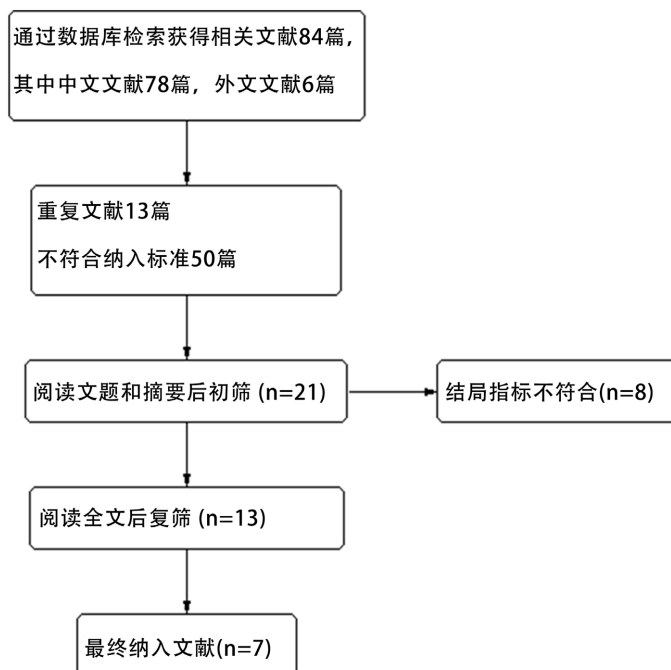 通过数据库检索获得相关文献84篇，
其中中文文献78篇，外文文献6篇
重复文献13篇
不符合纳入标准50篇
阅读文题和摘要后初筛 (n=21)
结局指标不符合(n=8)
阅读全文后复筛 (n=13)
最终纳入文献(n=7)